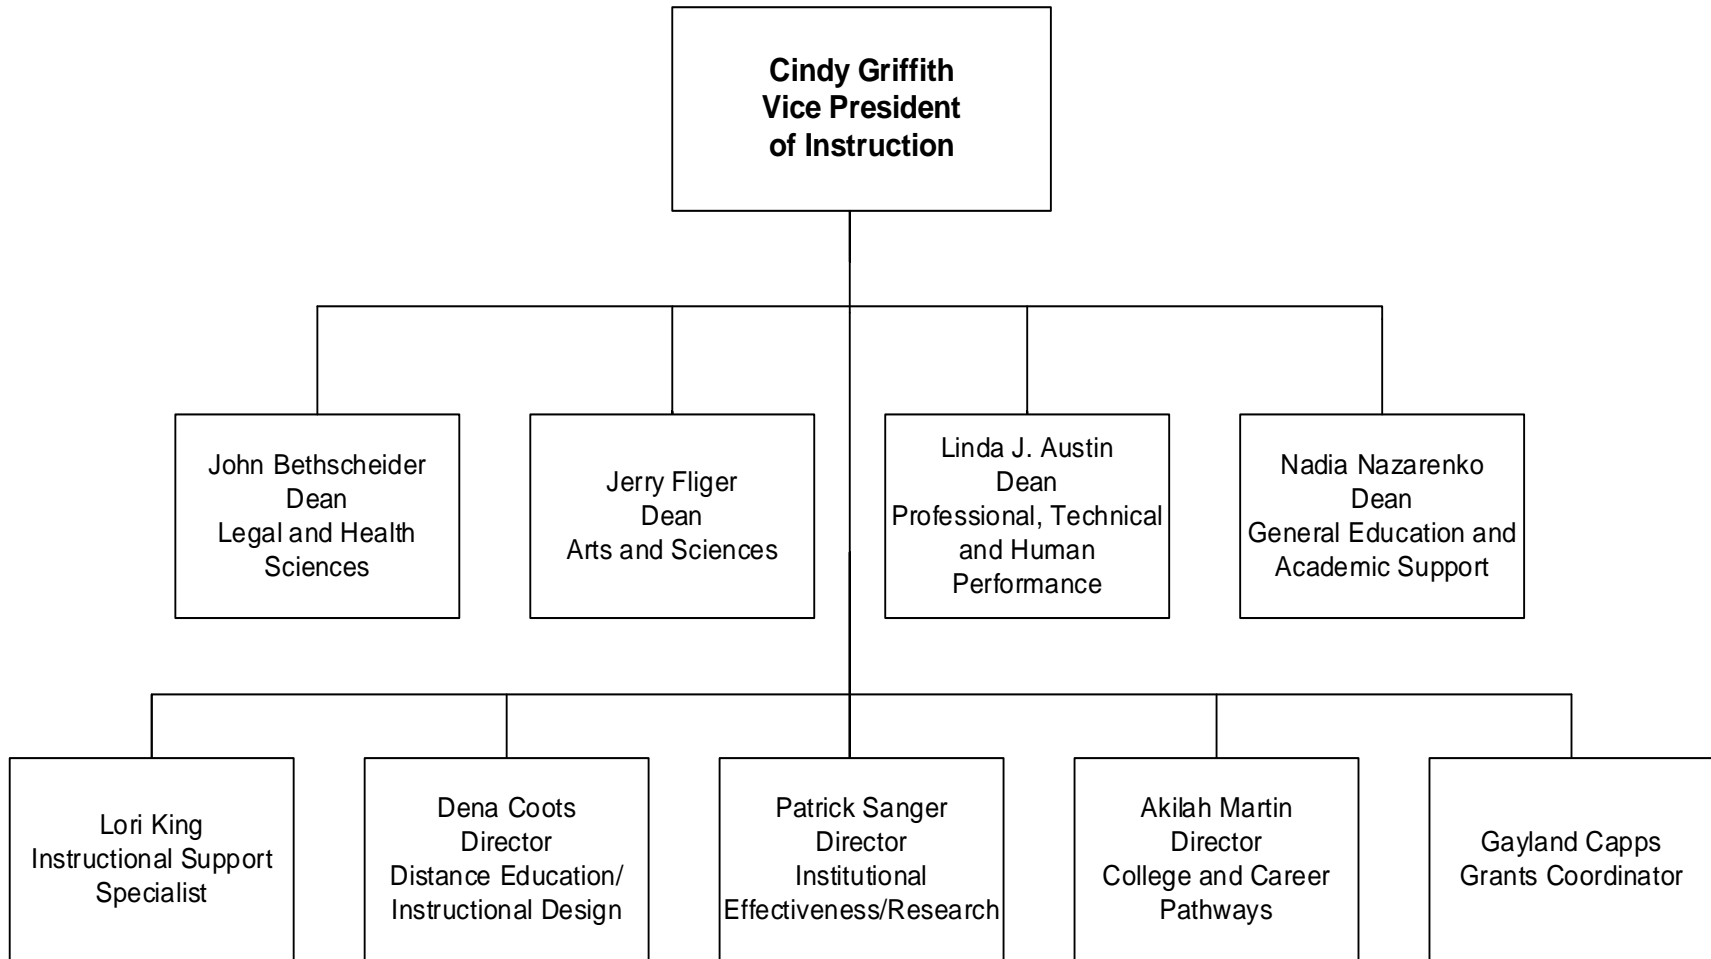 Cindy Griffith
Vice President
of Instruction
John Bethscheider
Dean
Legal and Health
Sciences
Jerry Fliger
Dean
Arts and Sciences
Linda J. Austin
Dean
Professional, Technical
and Human
Performance
Nadia Nazarenko
Dean
General Education and
Academic Support
Lori King
Instructional Support
Specialist
Dena Coots
Director
Distance Education/
Instructional Design
Patrick Sanger
Director
Institutional
Effectiveness/Research
Akilah Martin
Director
College and Career
Pathways
Gayland Capps
Grants Coordinator